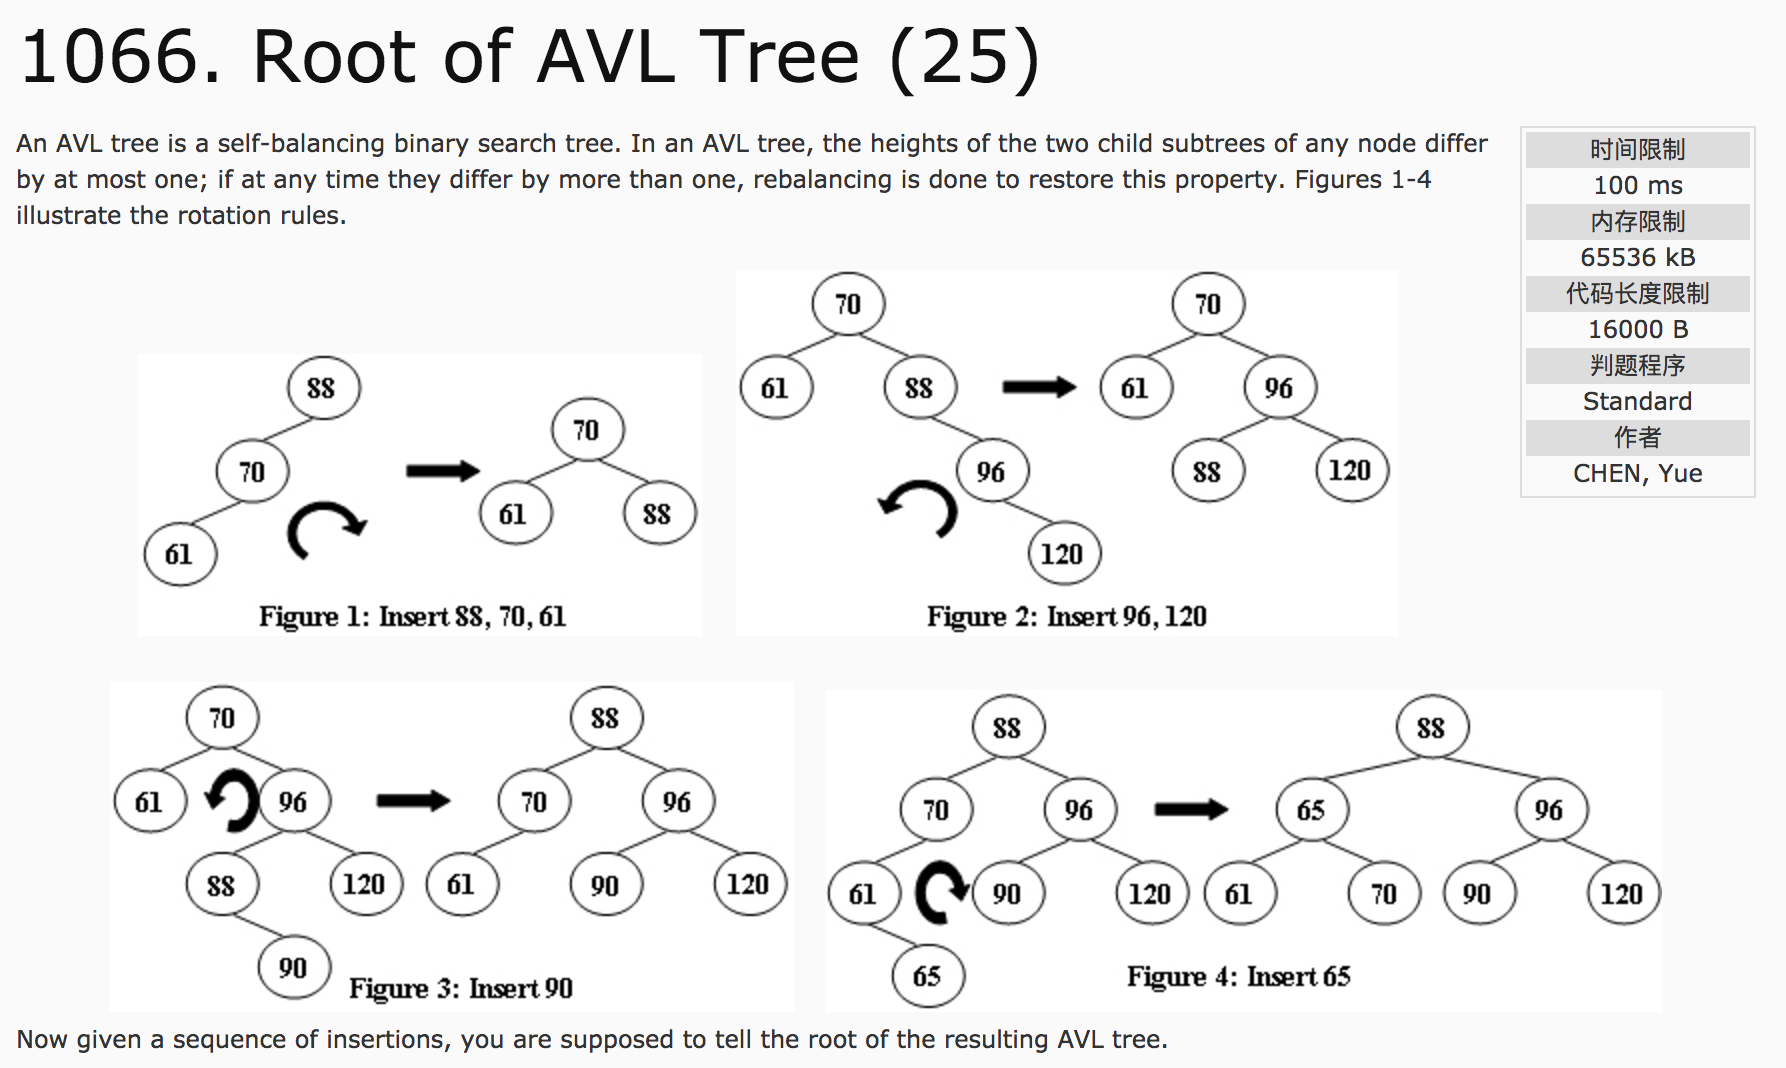 1066. Root of AVL Tree (25)
An AVL tree is a self-balancing binary search tree. In an AVL tree, the heights of the two child subtrees of any node differ
by at most one; if at any time they differ by more than one, rebalancing is done to restore this property. Figures 1-4
illustrate the rotation rules.
时间限制
100 ms
内存限制
65536 kB
代码长度限制
16000 B
判题程序
Standard
作者
CHEN, Yue
88
70
61
70
61 88
Figure 1: Insert 88, 70, 61
70
61 88
96
120
70
61 96
88 120
Figure 2: Insert 96, 120
70
61 96
88 120
90
88
70 96
61 90 120
Figure 3: Insert 90
88
70 96
61 90 120
65
88
65 96
61 70 90 120
Figure 4: Insert 65
Now given a sequence of insertions, you are supposed to tell the root of the resulting AVL tree.